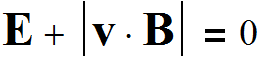 𝐄 + |𝐯 · 𝐁| = 0